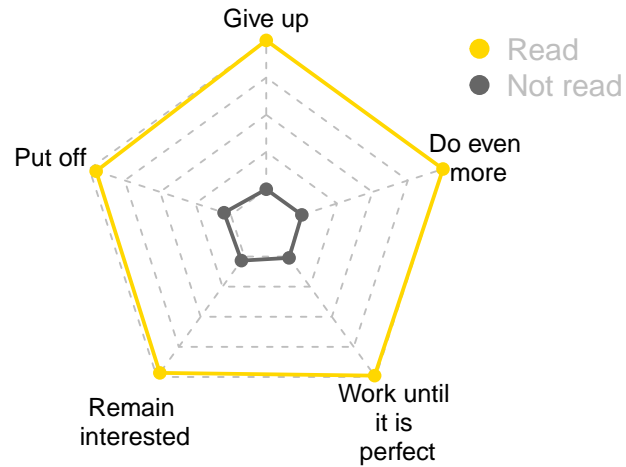 Give up
Read
Not read
Put off
Do even
more
Remain
interested
Work until
it is
perfect